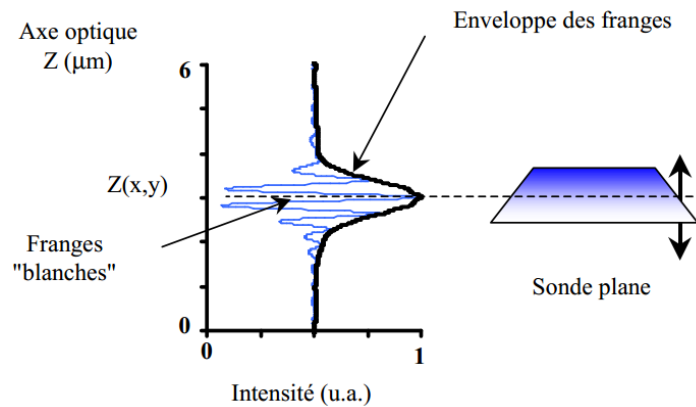 Axe optique
Z (µm)
Enveloppe des franges
6
Z(x,y)
Franges
"blanches"
Sonde plane
0
0
1
Intensité (u.a.)